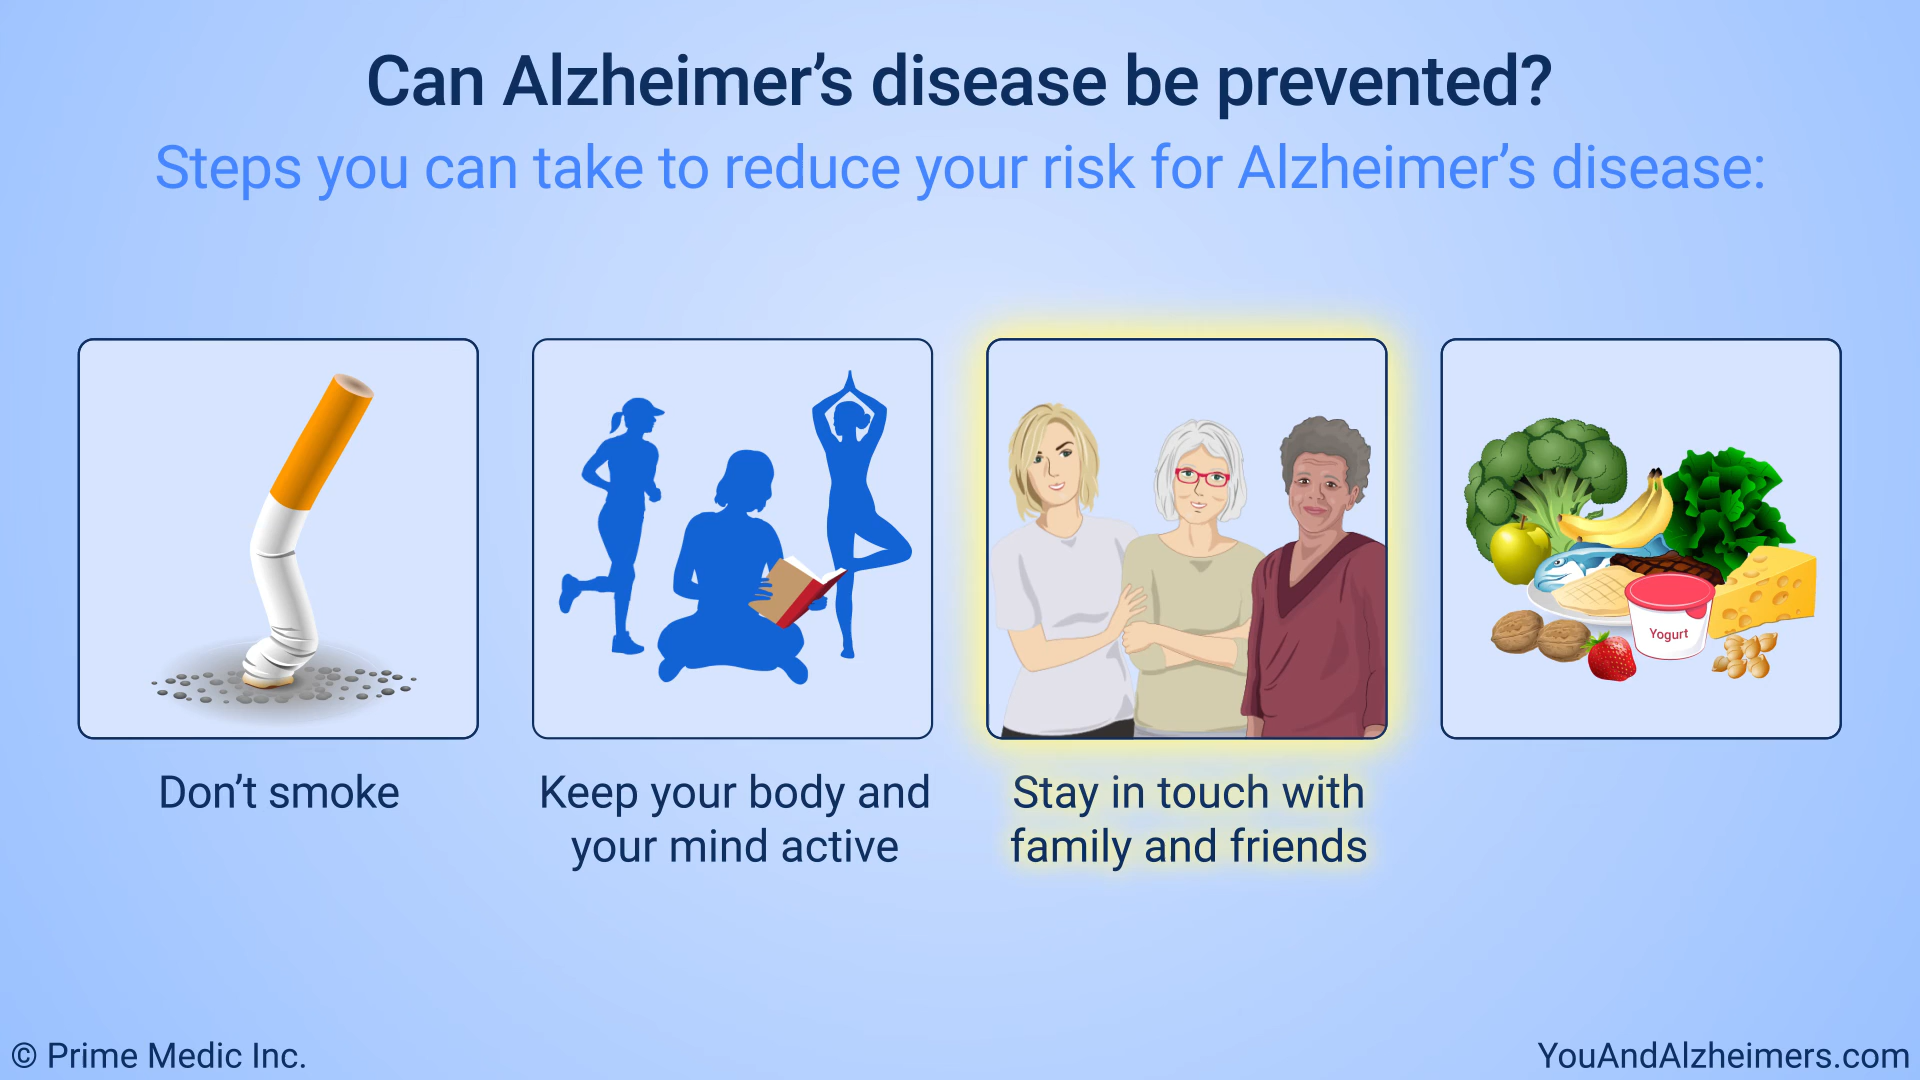 Can Alzheimer’s disease be prevented?
Steps you can take to reduce your risk for Alzheimer’s disease:
Yogurt
Don’t smoke
Keep your body and
your mind active
Stay in touch with
family and friends
© Prime Medic Inc.
YouAndAlzheimers.com